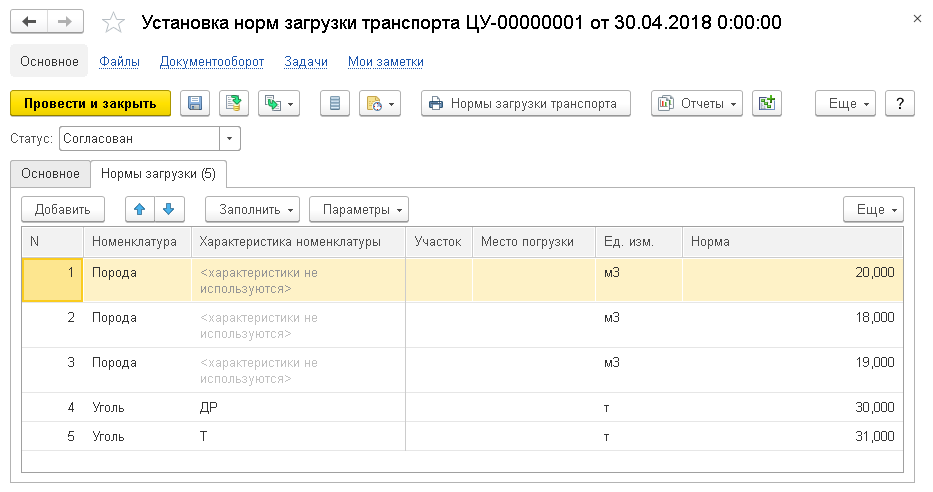 Установка норм загрузки транспорта ЦУ-00000001 от 30.04.2018 0:00:00
Основное Файлы Документооборот Задачи Мои заметки
Провести и закрыть Нормы загрузки транспорта Отчеты Еще ?
Статус: Согласован
Основное Нормы загрузки (5)
Добавить Заполнить Параметры Еще
N Номенклатура Характеристика номенклатуры Участок Место погрузки Ед. изм. Норма
1 Порода <характеристики не м3 20,000
используются>
2 Порода <характеристики не м3 18,000
используются>
3 Порода <характеристики не м3 19,000
используются>
4 Уголь ДР т 30,000
5 Уголь Т т 31,000